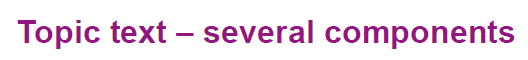 Topic text – several components